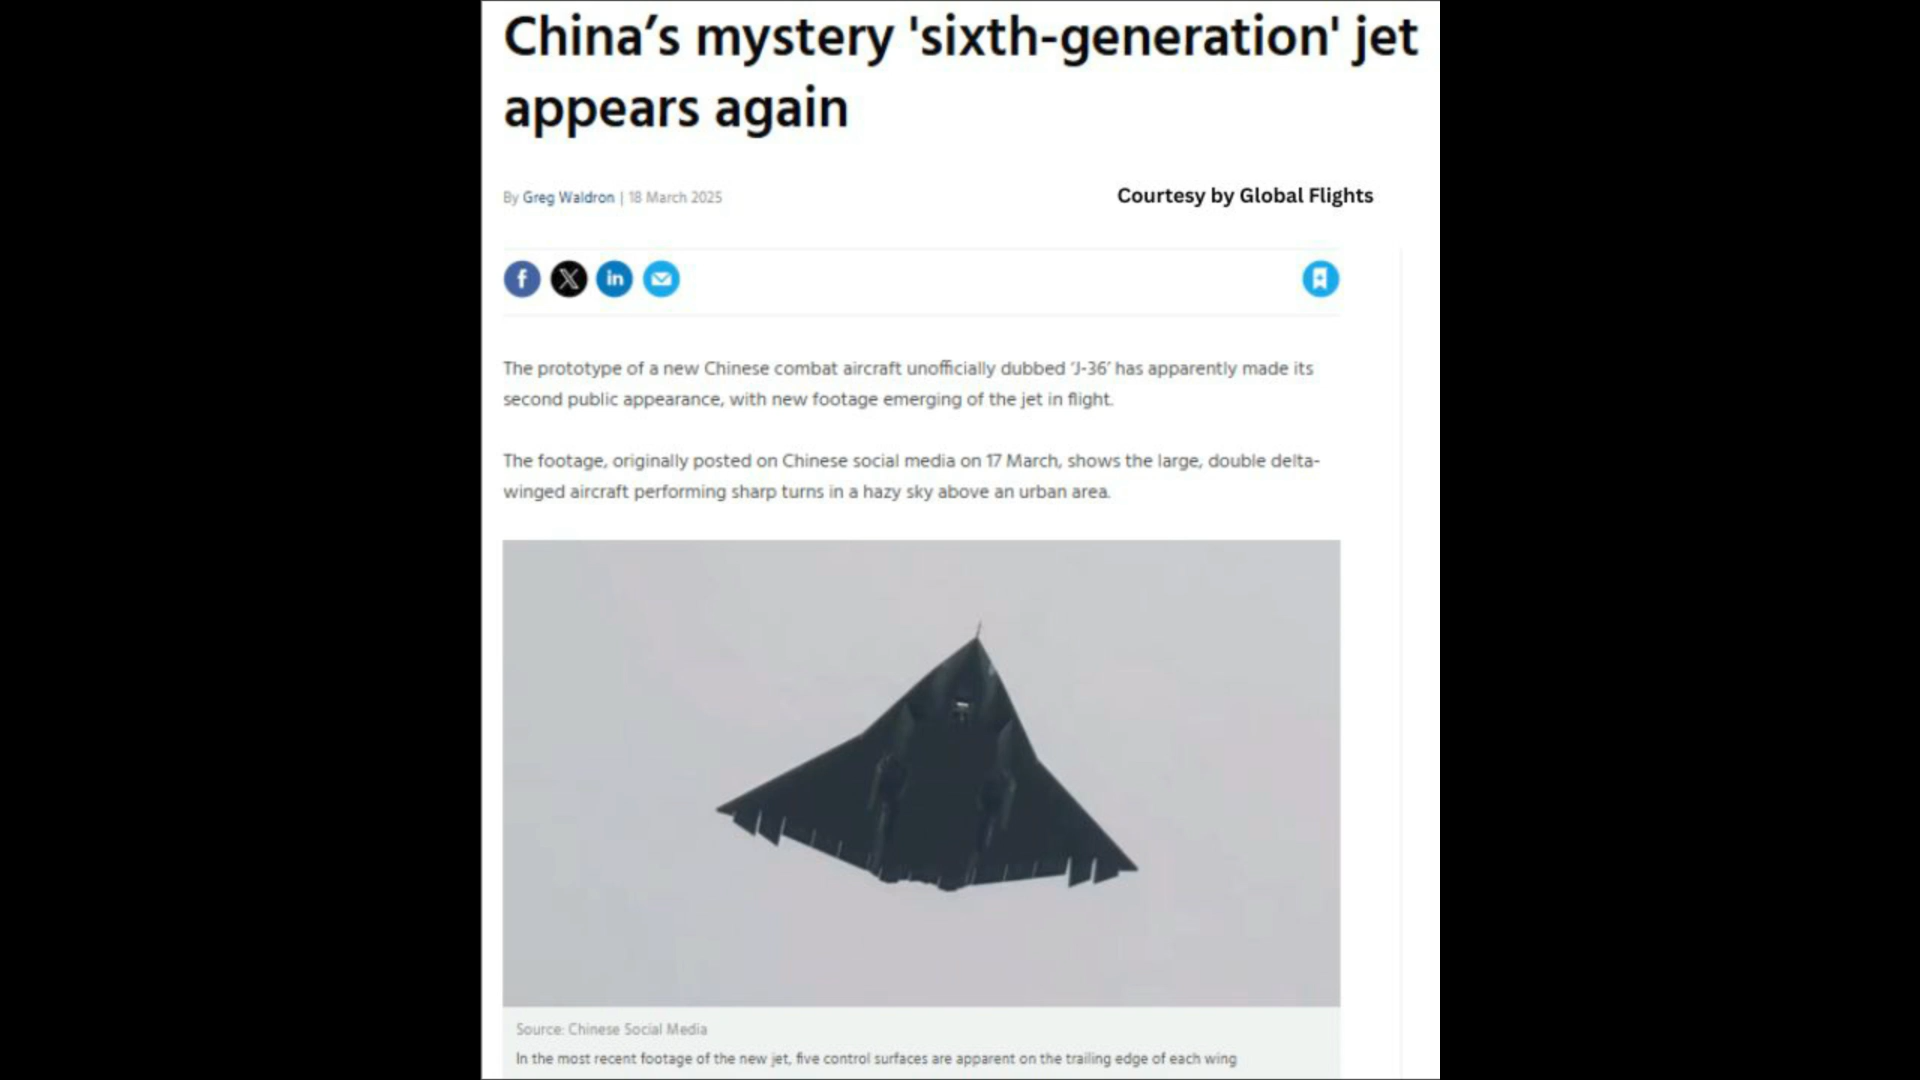 China’s mystery 'sixth-generation' jet
appears again
By Greg Waldron | 18 March 2025
Courtesy by Global Flights
The prototype of a new Chinese combat aircraft unofficially dubbed ‘J-36’ has apparently made its
second public appearance, with new footage emerging of the jet in flight.
The footage, originally posted on Chinese social media on 17 March, shows the large, double delta-
winged aircraft performing sharp turns in a hazy sky above an urban area.
Source: Chinese Social Media
In the most recent footage of the new jet, five control surfaces are apparent on the trailing edge of each wing